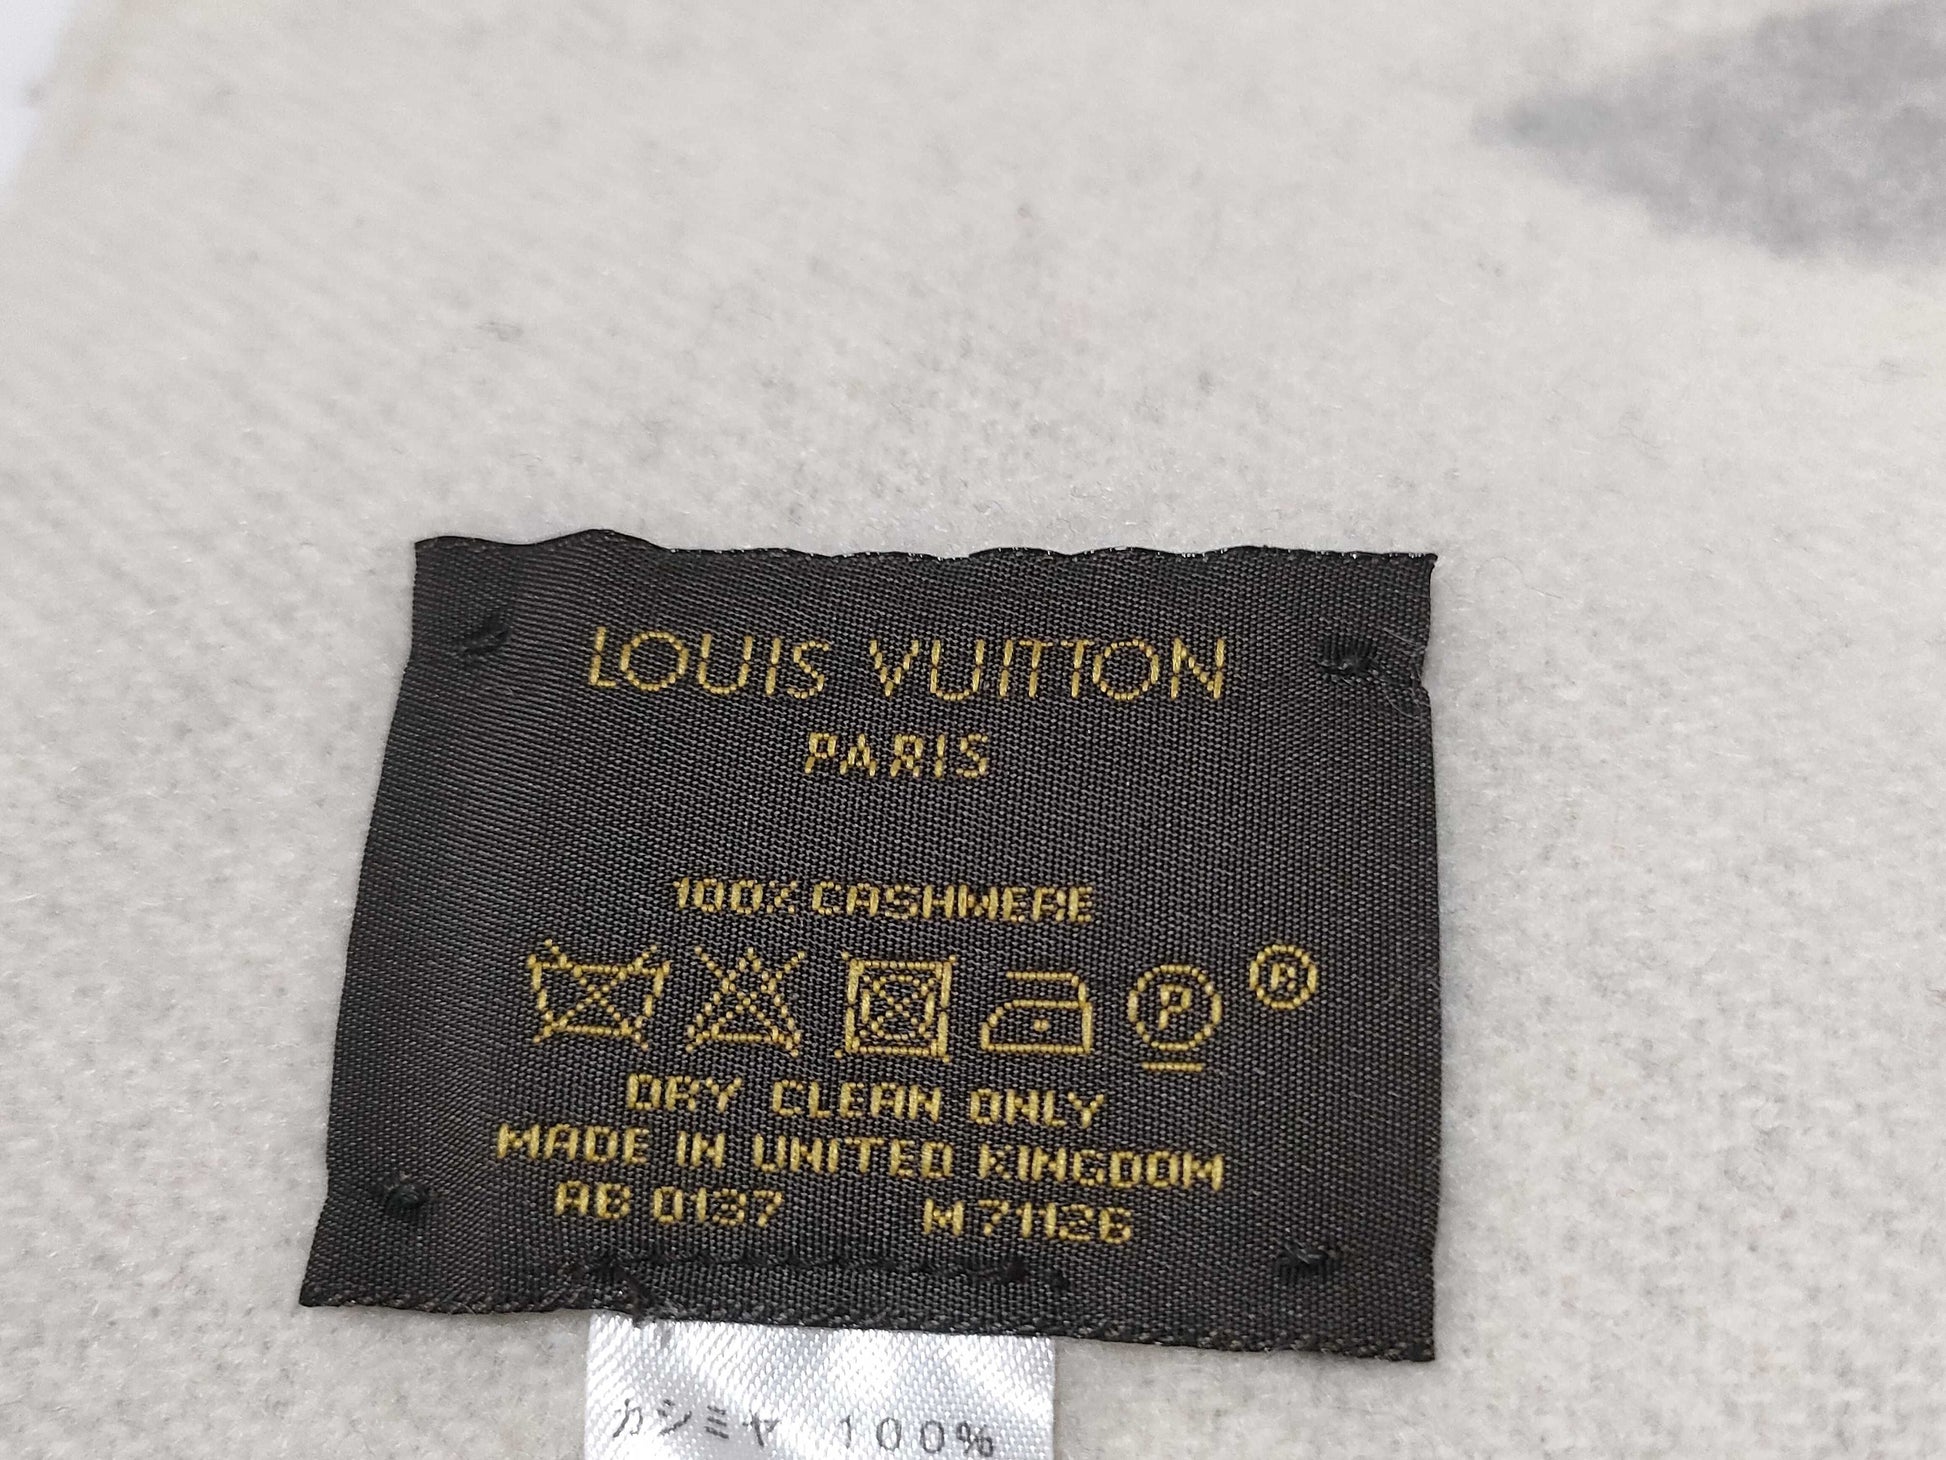 LOUIS VUITTON
PARIS
100% CASHMERE
P ®
DRY CLEAN ONLY
MADE IN UNITED KINGDOM
AB 0137 M71126
カシミヤ 100%